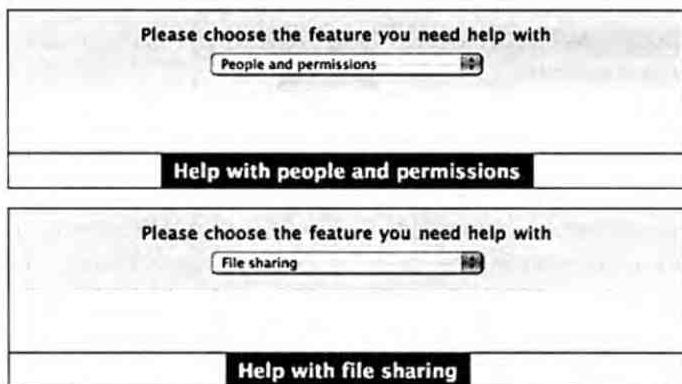 Please choose the feature you need help with
People and permissions
Help with people and permissions
Please choose the feature you need help with
File sharing
Help with file sharing